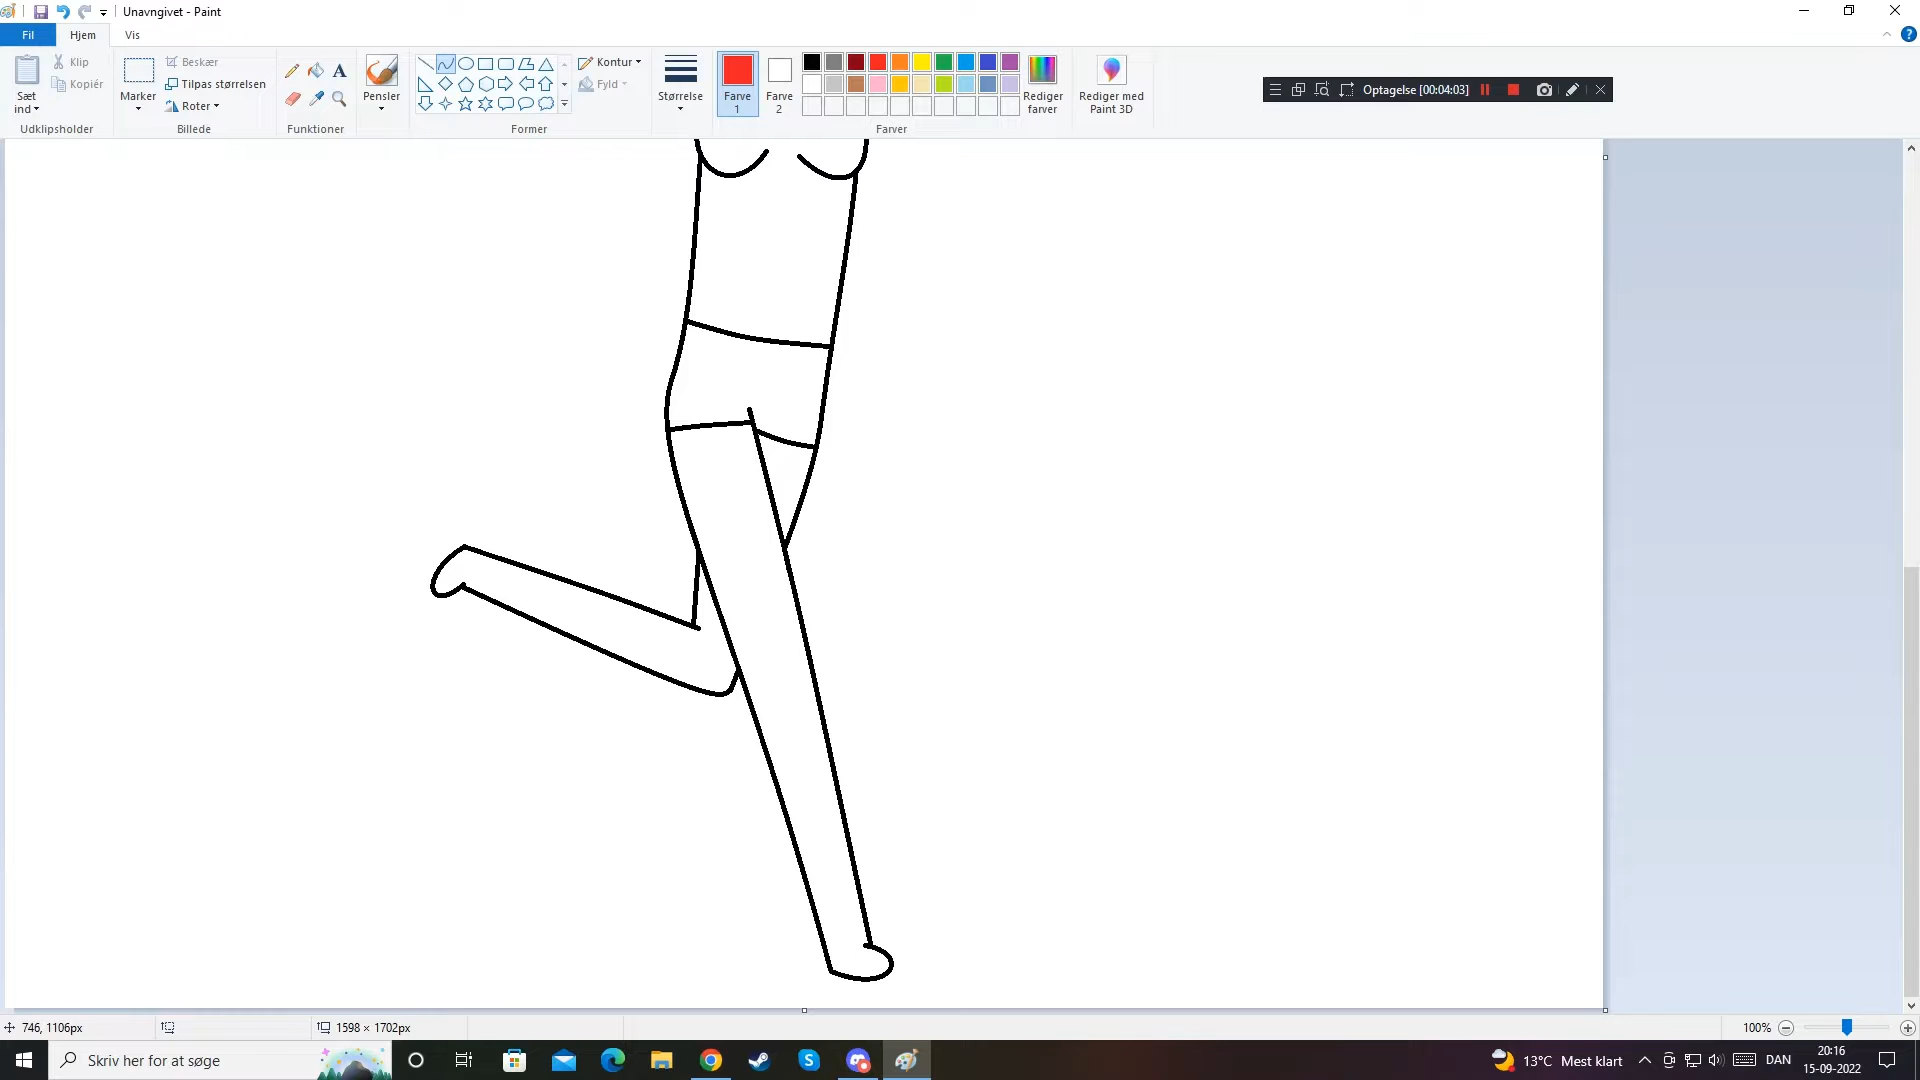 Unavngivet - Paint
Fil Hjem Vis
Sæt ind
Klip
Kopiér
Udklipsholder
Marker
Beskær
Tilpas størrelsen
Roter
Billede
A
Funktioner
Pensler
Former
Kontur
Fyld
Størrelse
Farve 1
Farve 2
Farver
Rediger farver
Rediger med Paint 3D
Optagelse [00:04:03]
746, 1106px
1598 × 1702px
100%
Skriv her for at søge
13°C Mest klart
DAN
20:16
15-09-2022